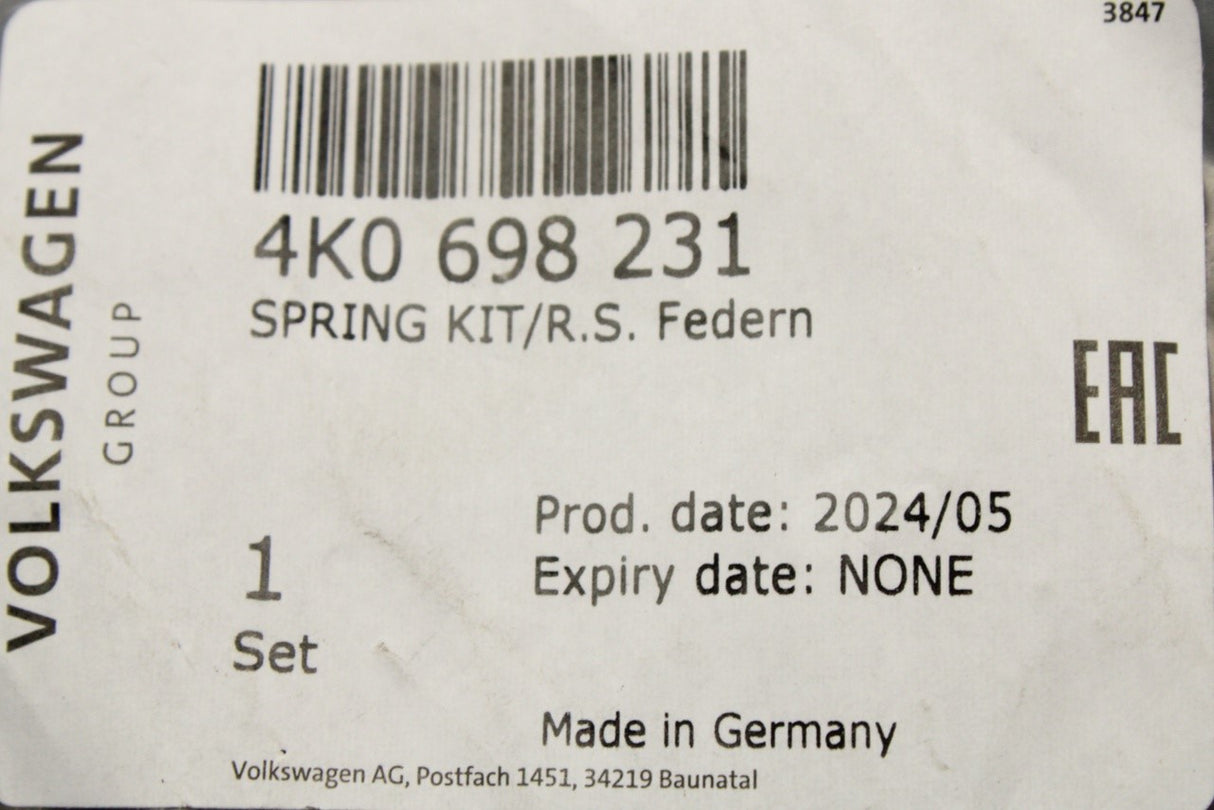 3847
VOLKSWAGEN
GROUP
4K0 698 231
SPRING KIT/R.S. Federn
EAC
Prod. date: 2024/05
Expiry date: NONE
1
Set
Made in Germany
Volkswagen AG, Postfach 1451, 34219 Baunatal